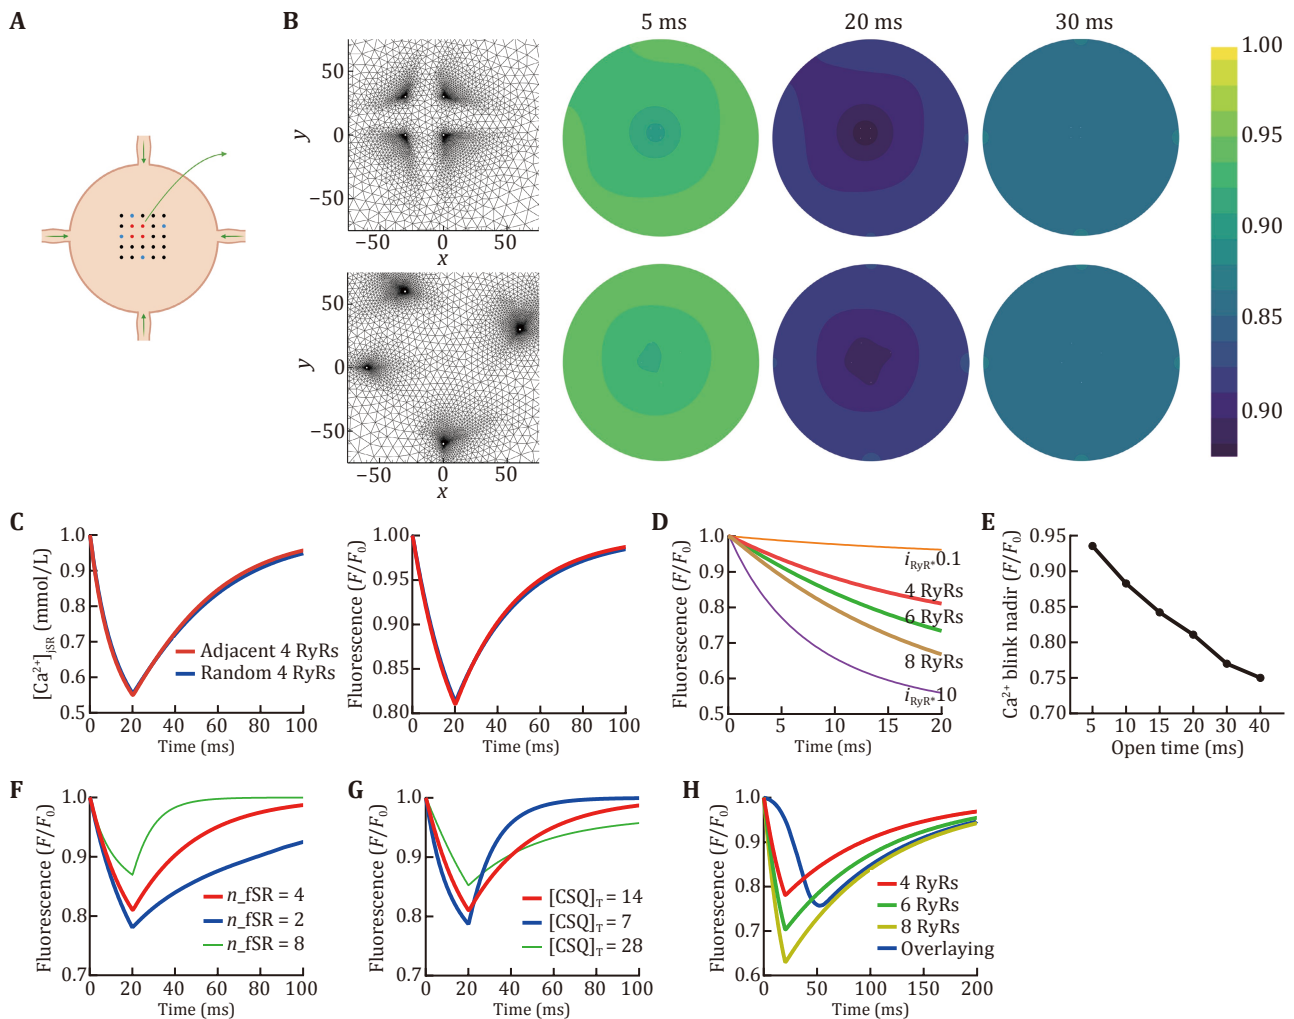 A
B
5 ms
20 ms
30 ms
50
0
−50
y
−50
0
50
x
50
0
−50
y
−50
0
50
x
1.00
0.95
0.90
0.85
0.90
C
1.0
0.9
0.8
0.7
0.6
0.5
[Ca²⁺]jSR (mmol/L)
Adjacent 4 RyRs
Random 4 RyRs
0
20
40
60
80
100
Time (ms)
1.00
0.95
0.90
0.85
0.80
Fluorescence (F/F₀)
0
20
40
60
80
100
Time (ms)
D
1.0
0.9
0.8
0.7
0.6
0.5
Fluorescence (F/F₀)
iRyR*0.1
4 RyRs
6 RyRs
8 RyRs
iRyR*10
0
5
10
15
20
Time (ms)
E
0.95
0.90
0.85
0.80
0.75
0.70
Ca²⁺ blink nadir (F/F₀)
5
10
15
20
30
40
Open time (ms)
F
1.0
0.9
0.8
0.7
Fluorescence (F/F₀)
n_fSR = 4
n_fSR = 2
n_fSR = 8
0
20
40
60
80
100
Time (ms)
G
1.0
0.9
0.8
0.7
Fluorescence (F/F₀)
[CSQ]T = 14
[CSQ]T = 7
[CSQ]T = 28
0
20
40
60
80
100
Time (ms)
H
1.0
0.9
0.8
0.7
0.6
Fluorescence (F/F₀)
4 RyRs
6 RyRs
8 RyRs
Overlaying
0
50
100
150
200
Time (ms)